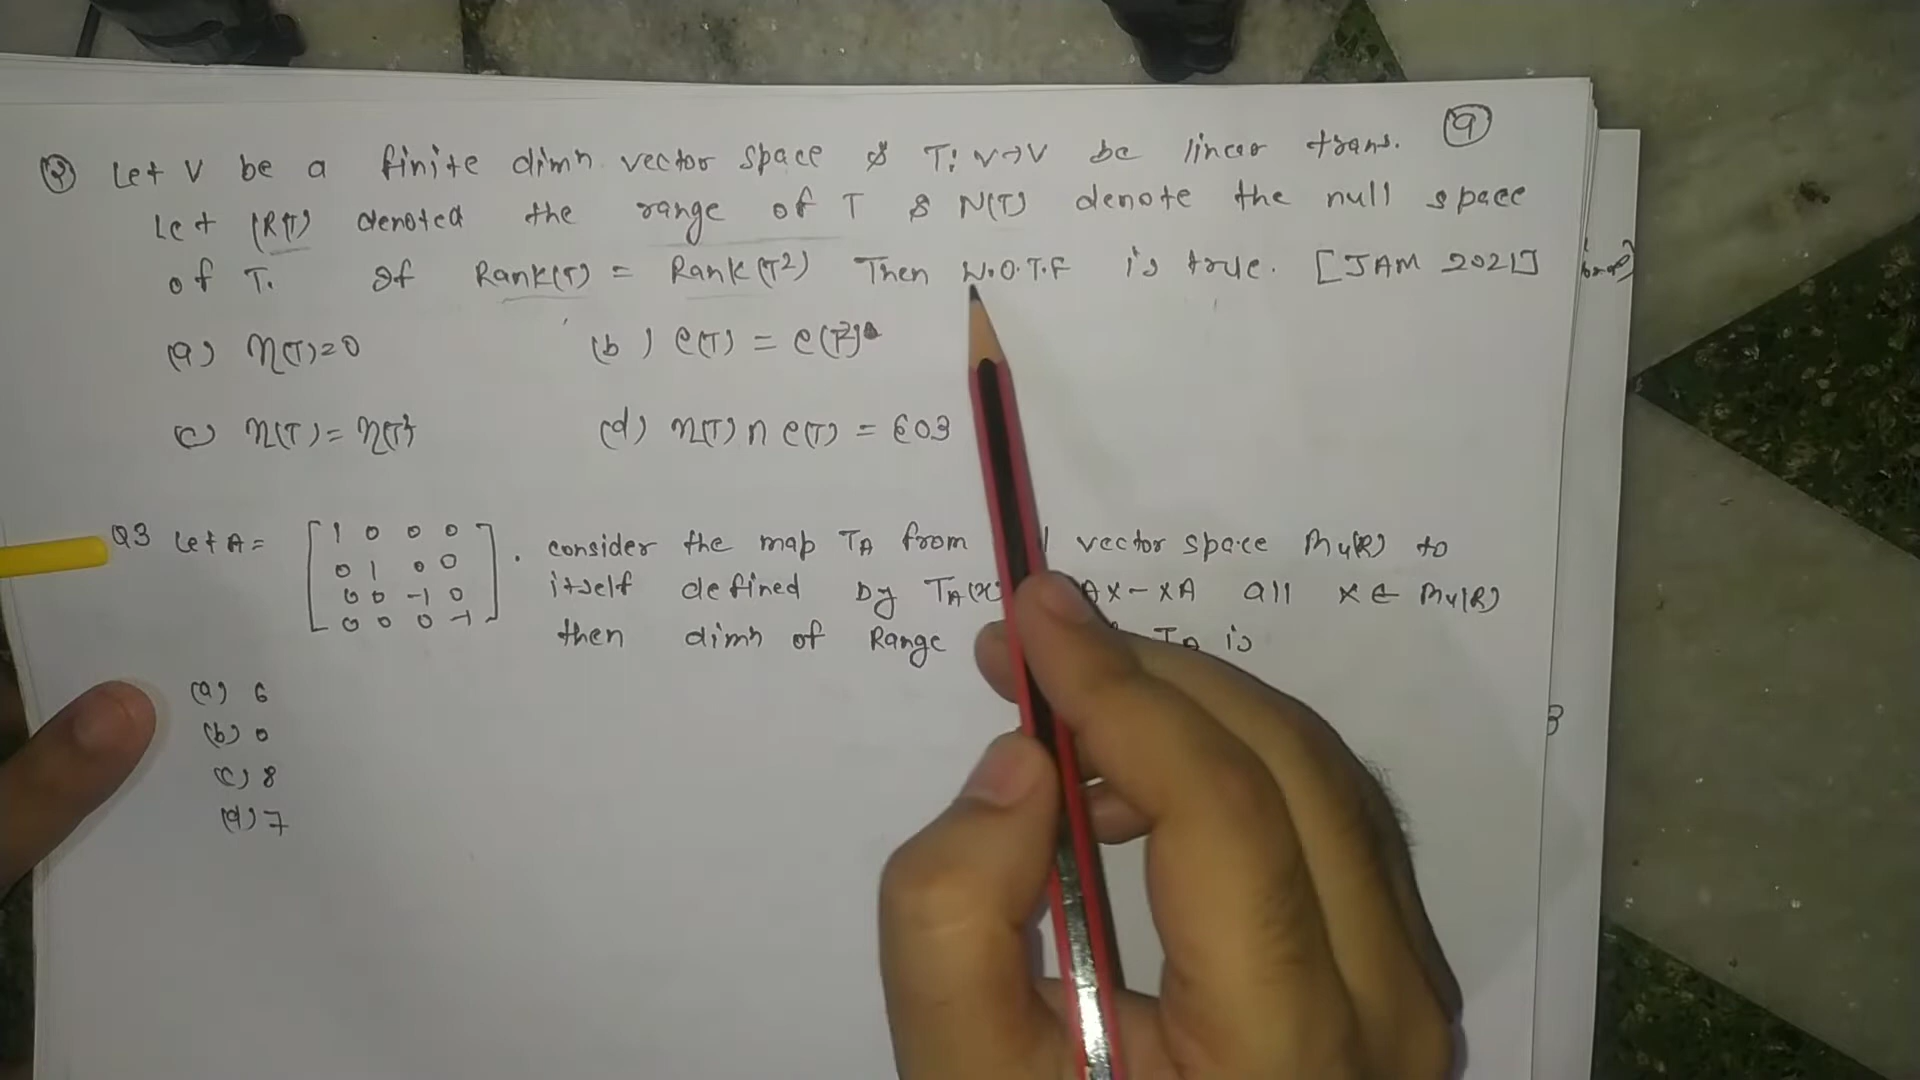 9
Q Let V be a finite dimn vector space & T: V→V be linear trans.
Let (R(T) denoted the range of T & N(T) denote the null space
of T. If Rank(T) = Rank(T²) Then W.O.T.F is true. [JAM 2021]
(a) η(T)=0 (b) ρ(T) = ρ(T²)
(c) η(T) = η(T²) (d) η(T) ∩ ρ(T) = {0}
Q3 Let A = [1 0 0 0
0 1 0 0
0 0 -1 0
0 0 0 -1] . consider the map TA from vector space M4(R) to
itself defined by TA(x) AX - XA all X ∈ M4(R)
then dimn of Range TA is
(a) 6
(b) 0
(c) 8
(d) 7